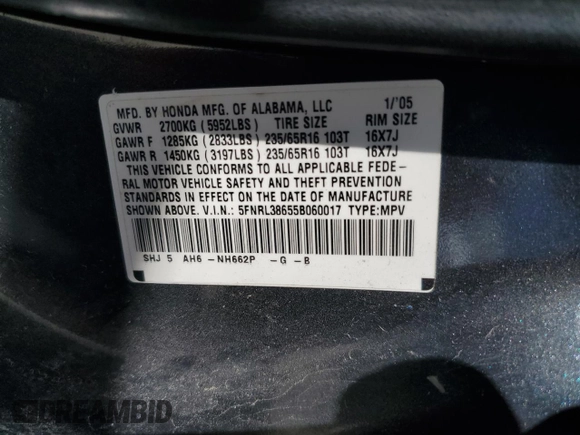 MFD. BY HONDA MFG. OF ALABAMA, LLC 1/'05
GVWR 2700KG (5952LBS) TIRE SIZE RIM SIZE
GAWR F 1285KG (2833LBS) 235/65R16 103T 16X7J
GAWR R 1450KG (3197LBS) 235/65R16 103T 16X7J
THIS VEHICLE CONFORMS TO ALL APPLICABLE FEDE-
RAL MOTOR VEHICLE SAFETY AND THEFT PREVENTION
STANDARDS IN EFFECT ON THE DATE OF MANUFACTURE
SHOWN ABOVE. V.I.N.: 5FNRL38655B060017 TYPE:MPV
SHJ 5 AH6 -NH662P -G -B
DREAMBID